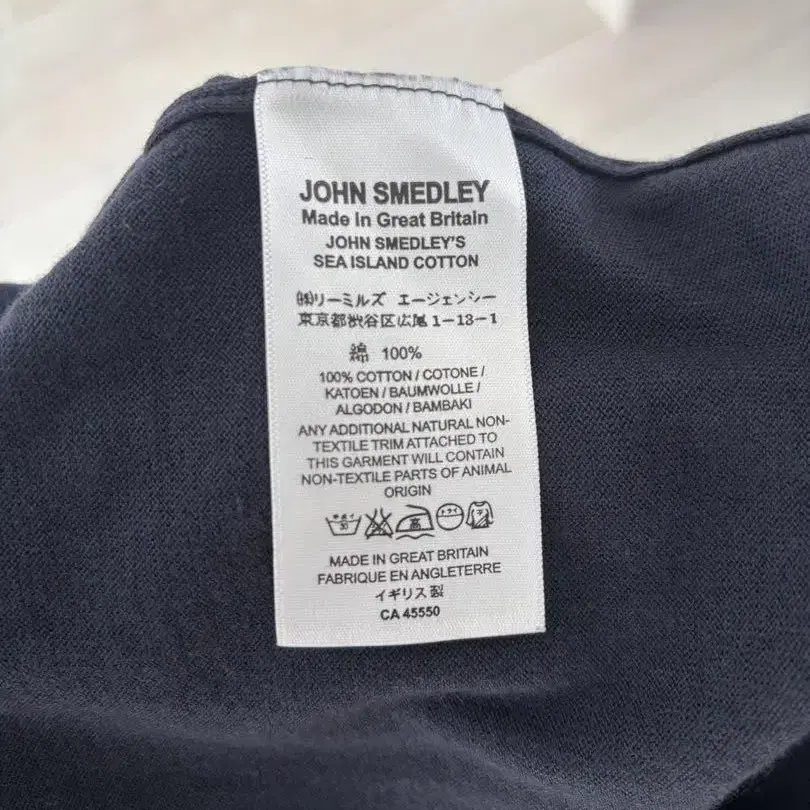 JOHN SMEDLEY
Made in Great Britain
JOHN SMEDLEY'S
SEA ISLAND COTTON
㈱リーミルズ エージェンシー
東京都渋谷区広尾1-13-1
綿 100%
100% COTTON / COTONE /
KATOEN / BAUMWOLLE /
ALGODON / BAMBAKI
ANY ADDITIONAL NATURAL NON-
TEXTILE TRIM ATTACHED TO
THIS GARMENT WILL CONTAIN
NON-TEXTILE PARTS OF ANIMAL
ORIGIN
MADE IN GREAT BRITAIN
FABRIQUE EN ANGLETERRE
イギリス製
CA 45550